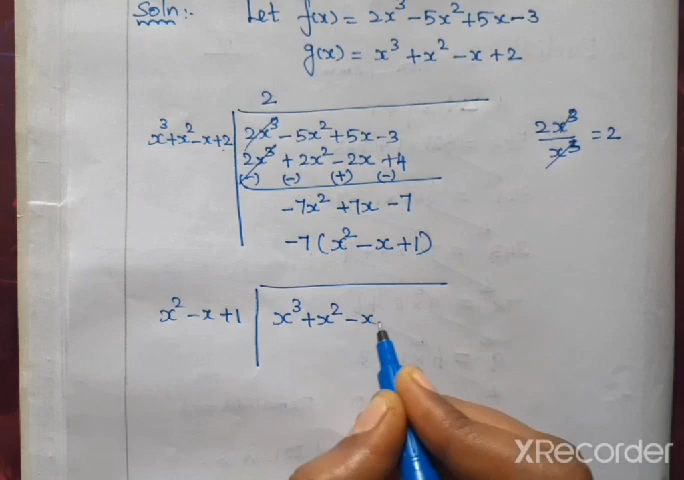 Soln:- Let f(x) = 2x³ - 5x² + 5x - 3
g(x) = x³ + x² - x + 2
2
x³ + x² - x + 2 2x³ - 5x² + 5x - 3
2x³ + 2x² - 2x + 4
(-) (-) (+) (-)
-7x² + 7x - 7
-7(x² - x + 1)
2x³/x³ = 2
x² - x + 1 x³ + x² - x
XRecorder